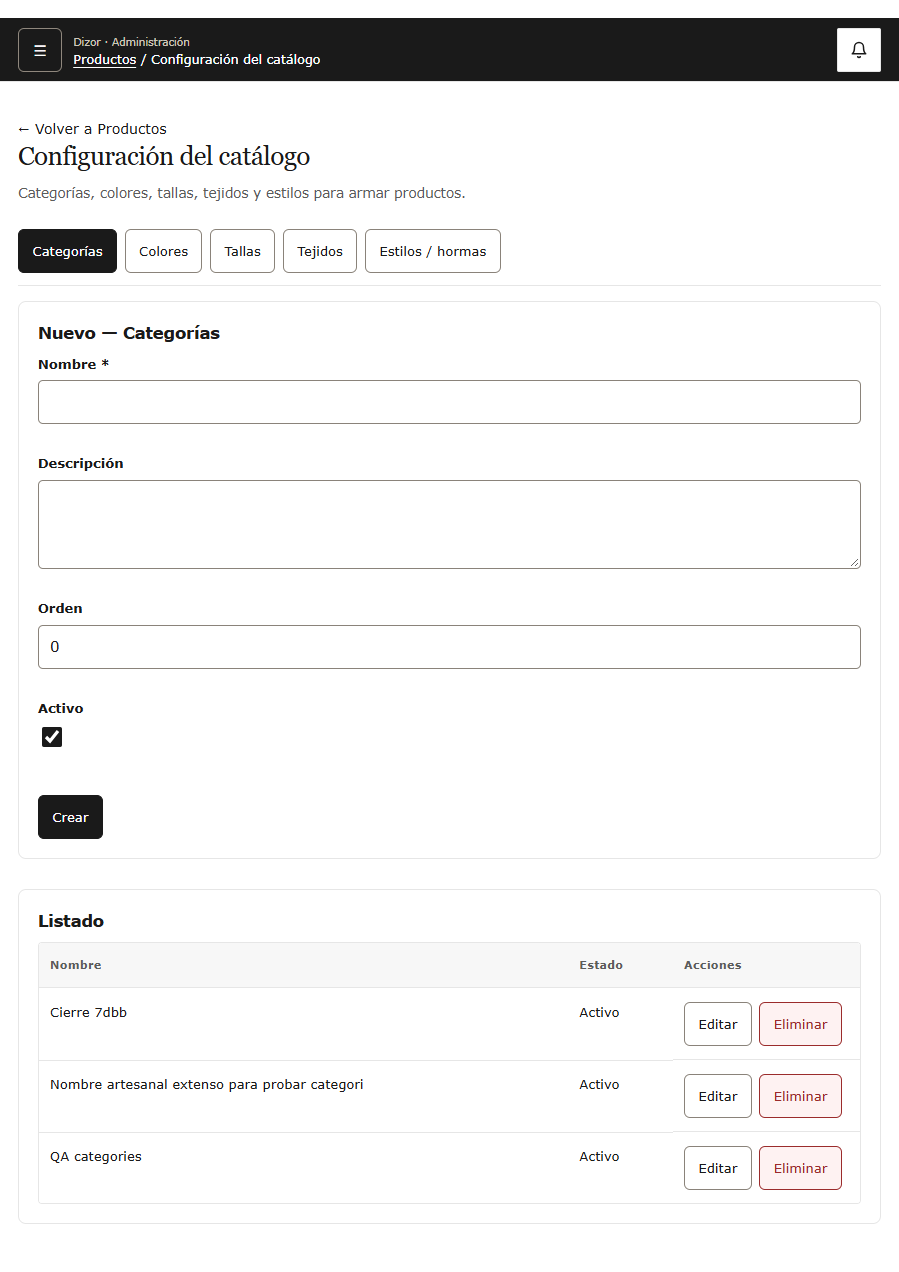 ☰
Dizor · Administración
Productos / Configuración del catálogo
← Volver a Productos
Configuración del catálogo
Categorías, colores, tallas, tejidos y estilos para armar productos.
Categorías Colores Tallas Tejidos Estilos / hormas
Nuevo — Categorías
Nombre *
Descripción
Orden
0
Activo
Crear
Listado
Nombre Estado Acciones
Cierre 7dbb Activo Editar Eliminar
Nombre artesanal extenso para probar categori Activo Editar Eliminar
QA categories Activo Editar Eliminar